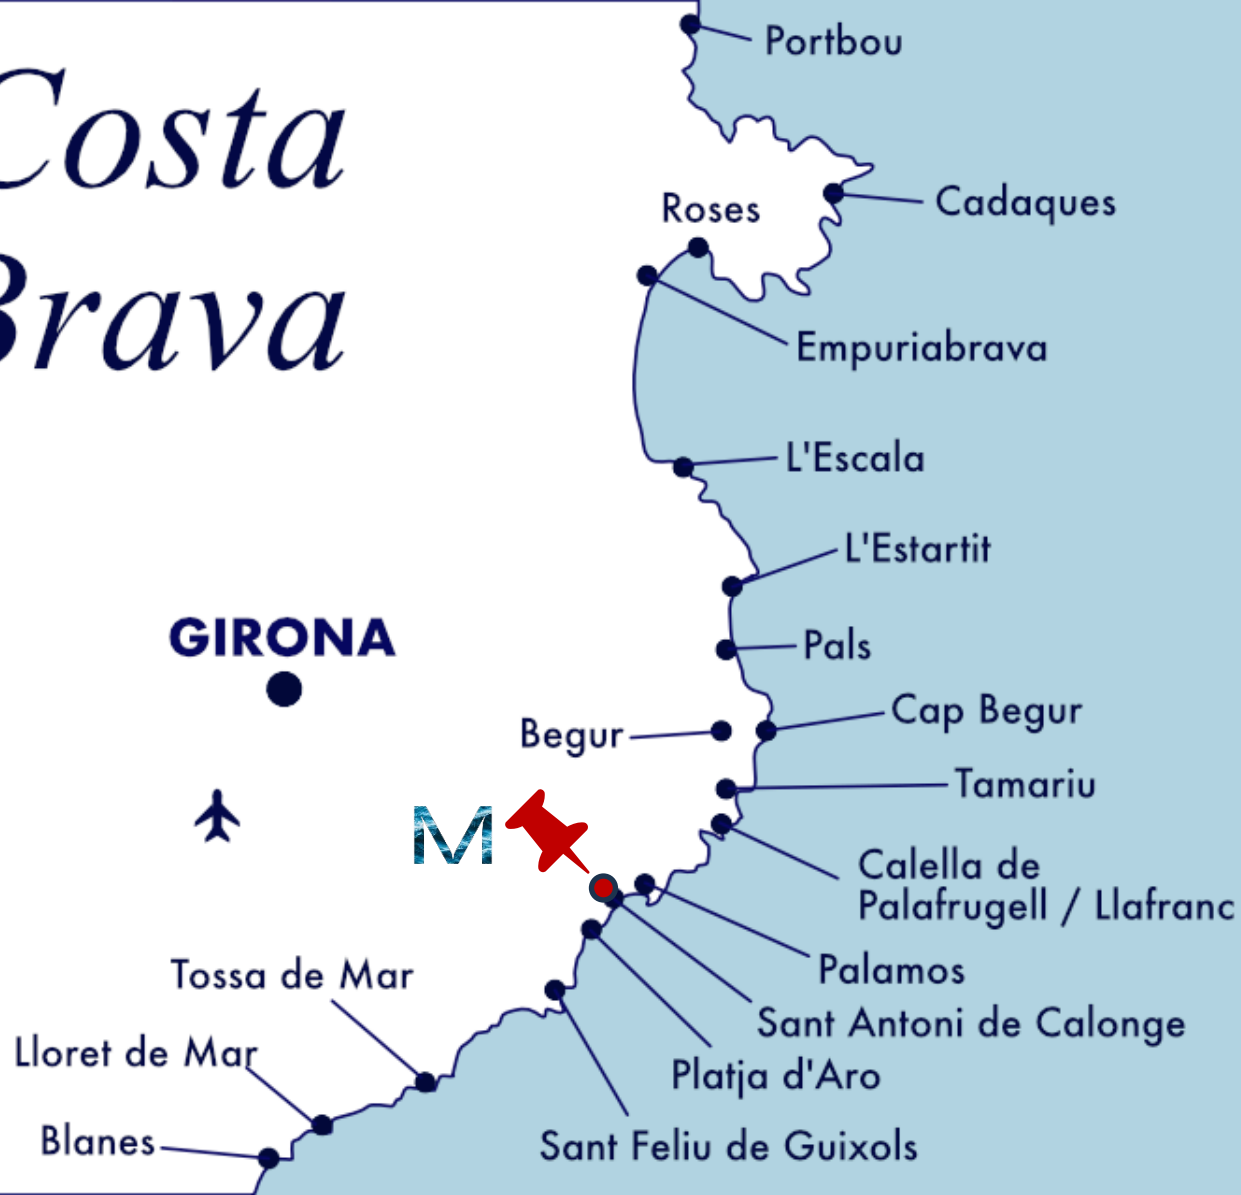 Costa
Brava
Portbou
Cadaques
Roses
Empuriabrava
L'Escala
L'Estartit
GIRONA
Pals
Cap Begur
Begur
Tamariu
M
Calella de
Palafrugell / Llafranc
Palamos
Tossa de Mar
Sant Antoni de Calonge
Lloret de Mar
Platja d'Aro
Blanes
Sant Feliu de Guixols